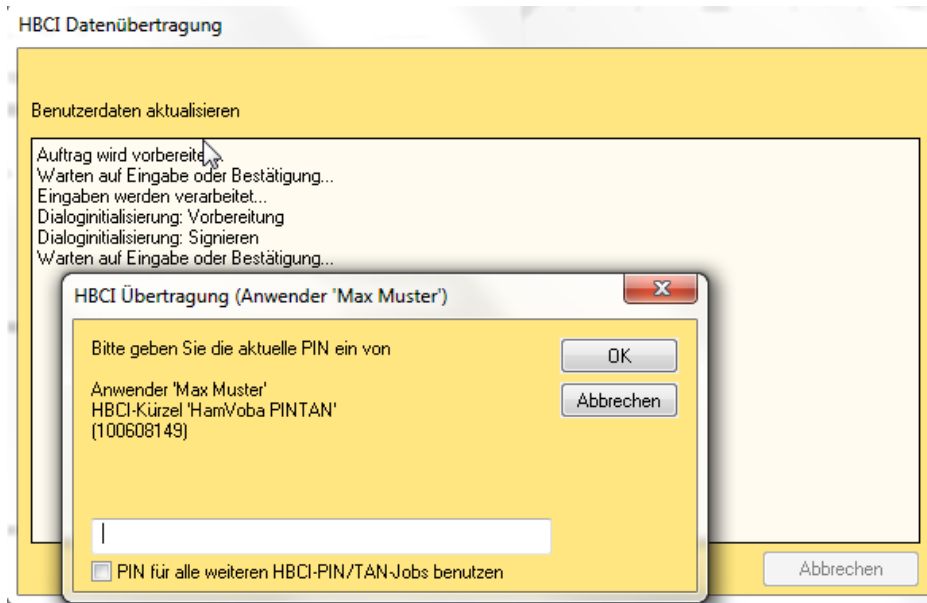 HBCI Datenübertragung
Benutzerdaten aktualisieren
Auftrag wird vorbereite
Warten auf Eingabe oder Bestätigung...
Eingaben werden verarbeitet...
Dialoginitialisierung: Vorbereitung
Dialoginitialisierung: Signieren
Warten auf Eingabe oder Bestätigung...
HBCI Übertragung (Anwender 'Max Muster')
Bitte geben Sie die aktuelle PIN ein von
OK
Anwender 'Max Muster'
Abbrechen
HBCI-Kürzel 'HamVoba PINTAN'
(100608149)
PIN für alle weiteren HBCI-PIN/TAN-Jobs benutzen
Abbrechen